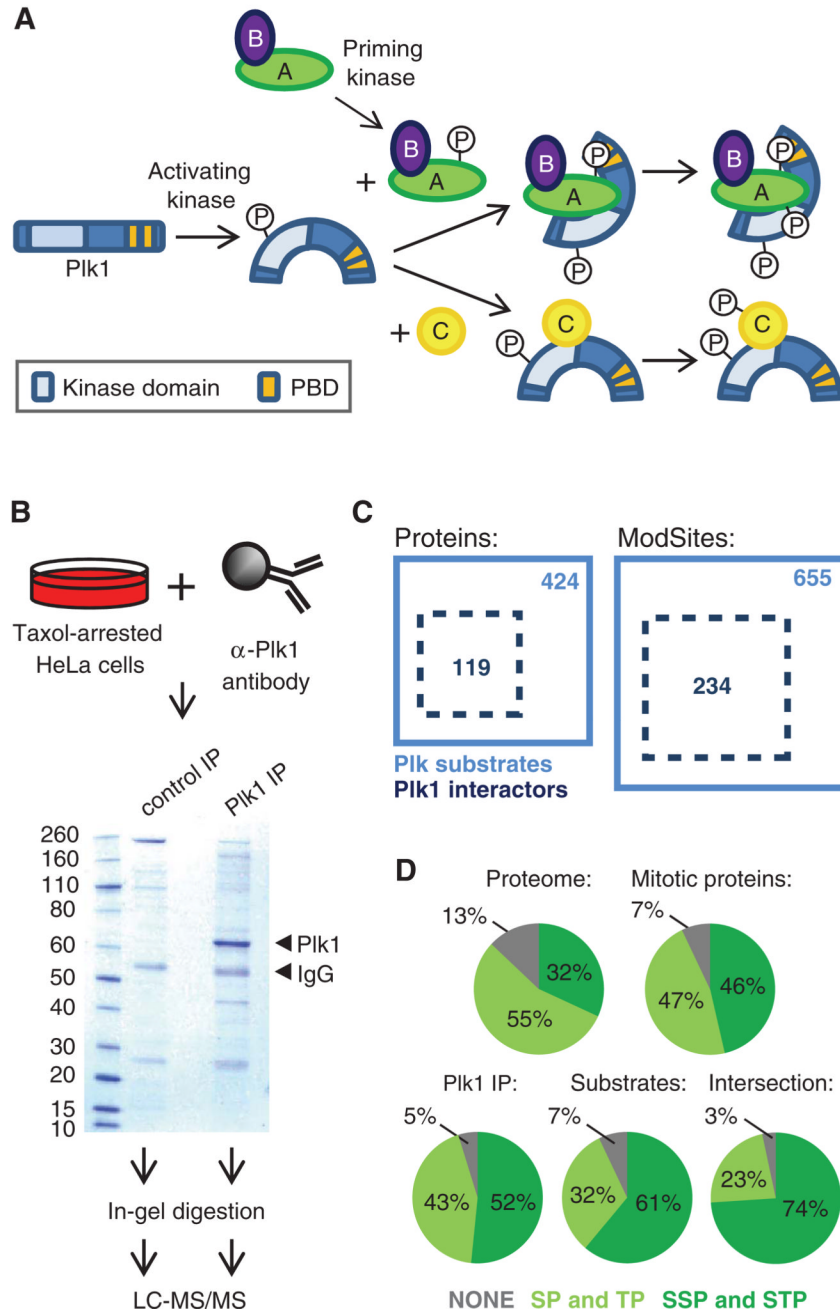 A
B
A
Priming
kinase
Activating
kinase
P
+
B
P
A
B
P
A
P
B
P
A
P
P
Plk1
P
+ C
P
C
P
P
C
Kinase domain
PBD
B
+
Taxol-arrested
HeLa cells
α-Plk1
antibody
control IP
Plk1 IP
260
160
110
80
60
50
40
30
20
15
10
Plk1
IgG
In-gel digestion
LC-MS/MS
C
Proteins:
424
119
ModSites:
655
234
Plk substrates
Plk1 interactors
D
Proteome:
13%
32%
55%
Mitotic proteins:
7%
47%
46%
Plk1 IP:
5%
43%
52%
Substrates:
7%
32%
61%
Intersection:
3%
23%
74%
NONE SP and TP SSP and STP